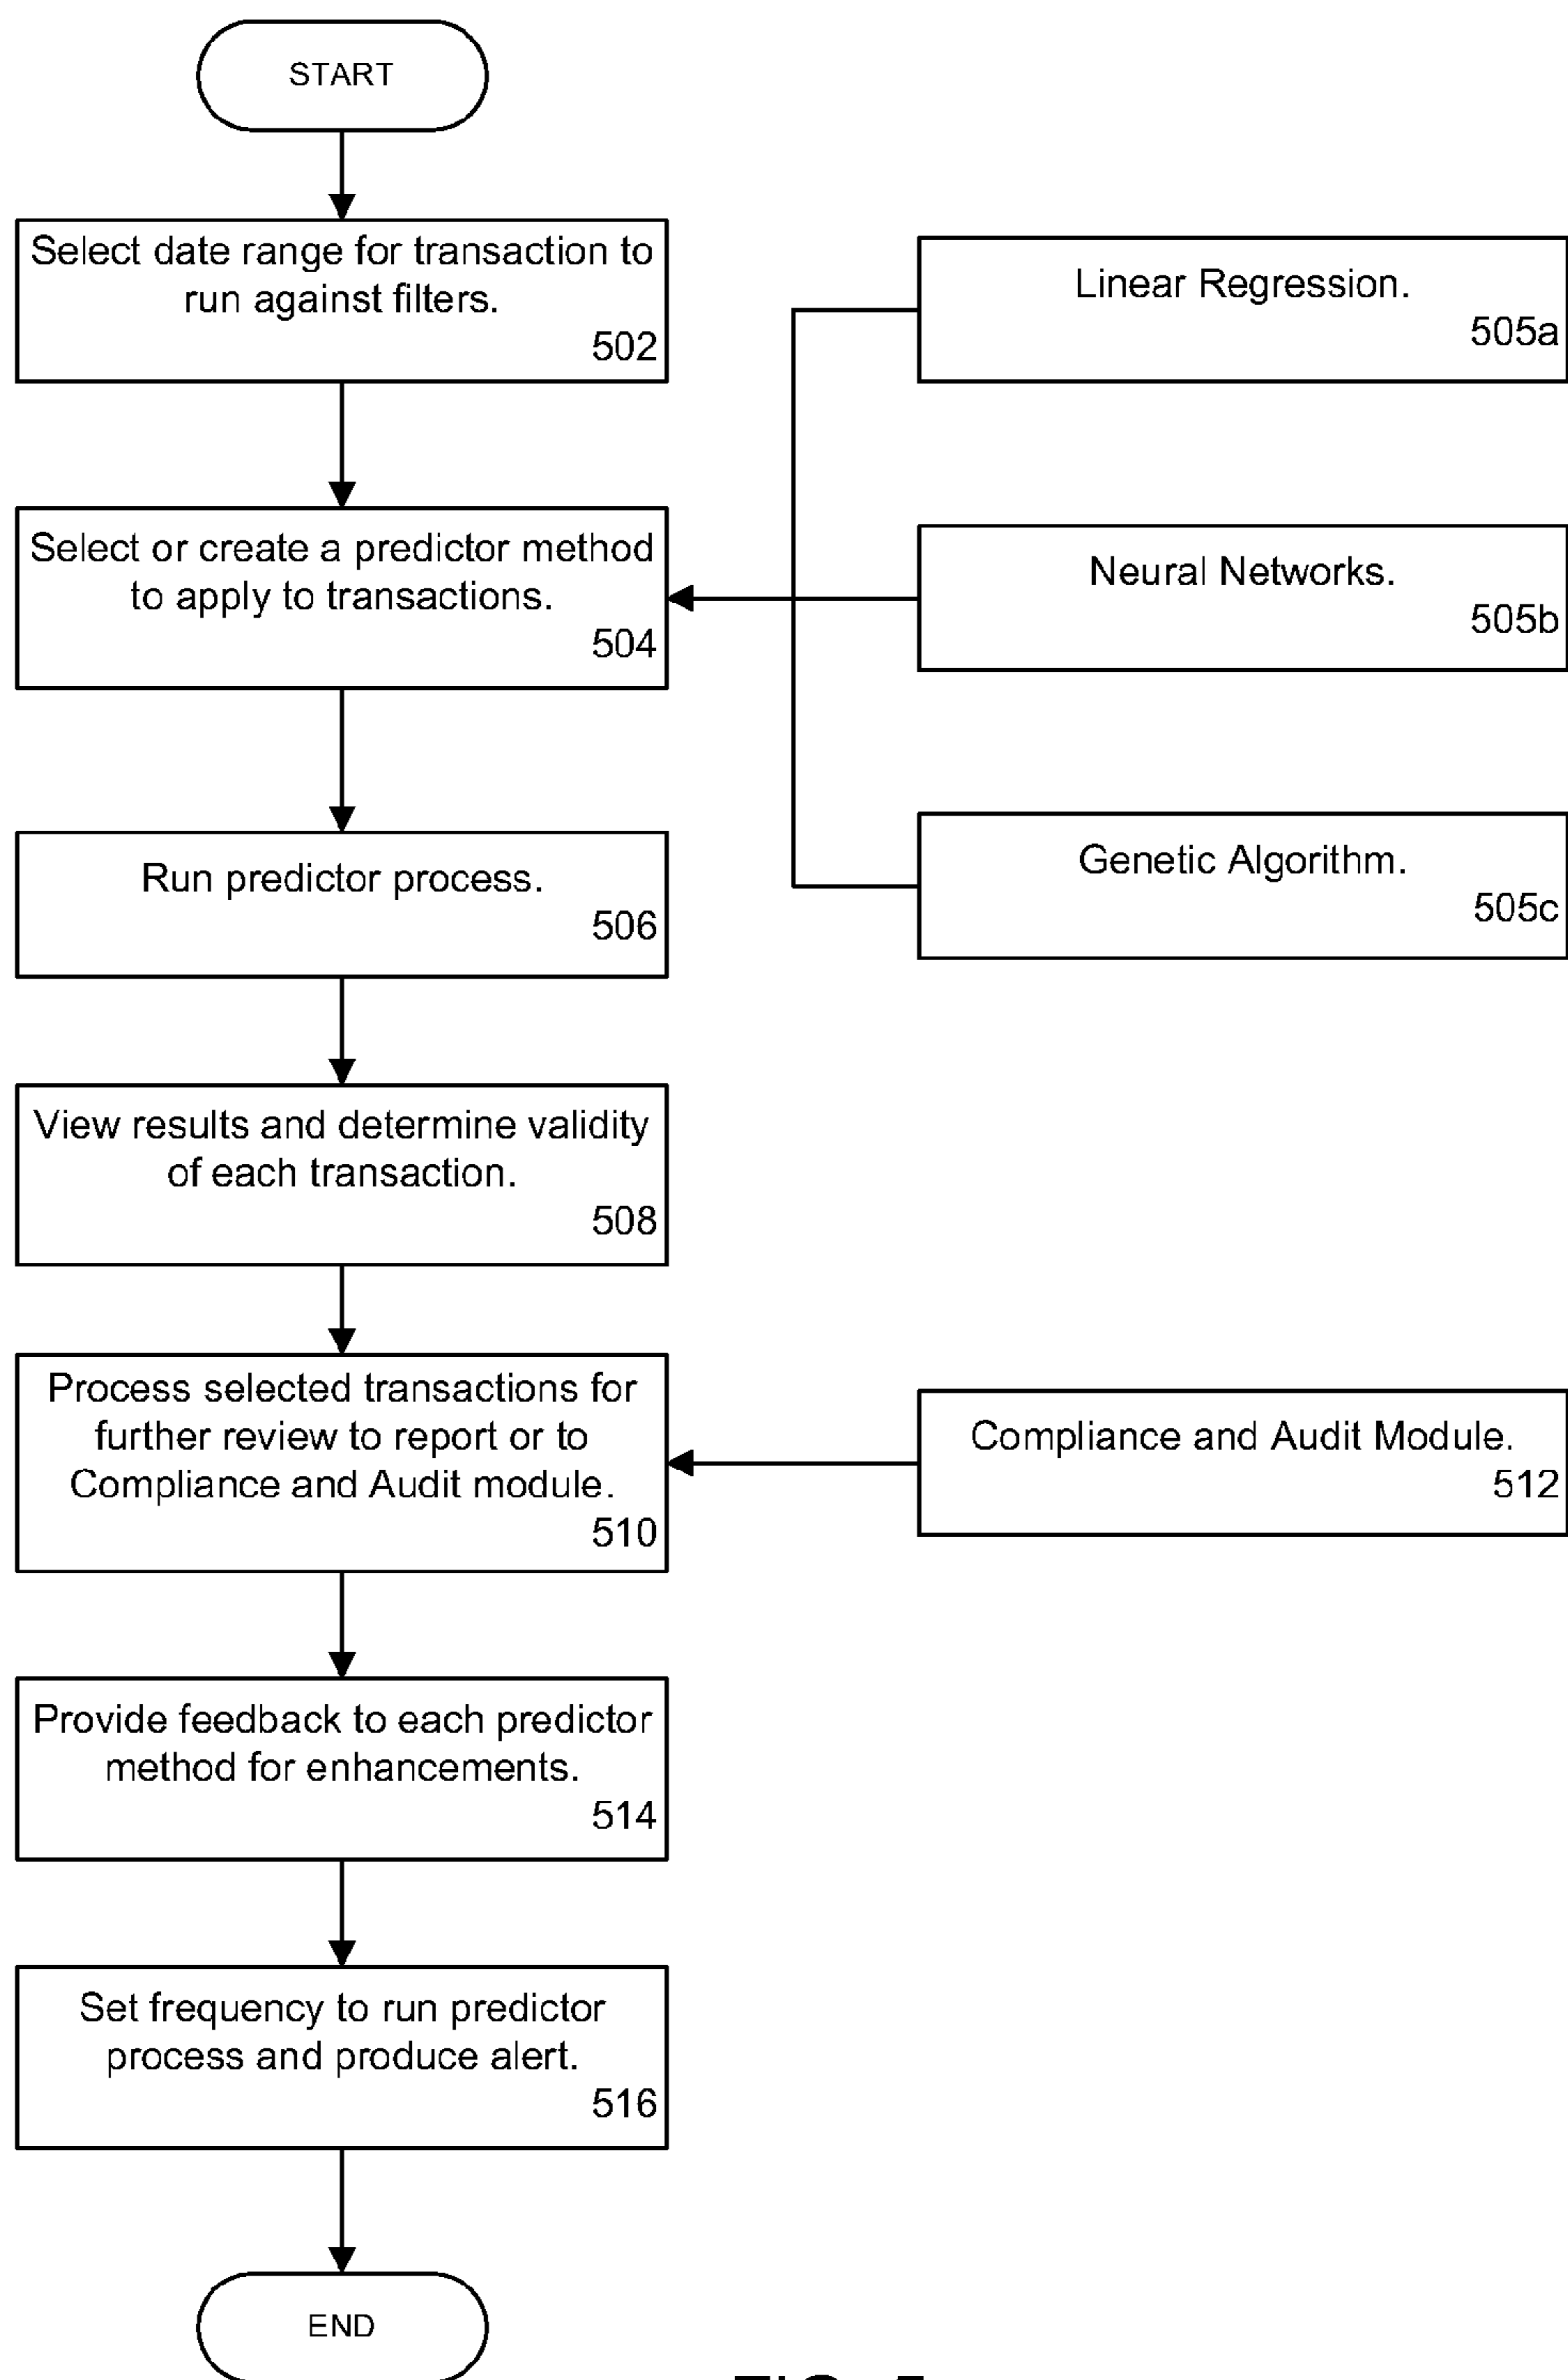 START
Select date range for transaction to
run against filters.
502
Linear Regression.
505a
Select or create a predictor method
to apply to transactions.
504
Neural Networks.
505b
Run predictor process.
506
Genetic Algorithm.
505c
View results and determine validity
of each transaction.
508
Process selected transactions for
further review to report or to
Compliance and Audit module.
510
Compliance and Audit Module.
512
Provide feedback to each predictor
method for enhancements.
514
Set frequency to run predictor
process and produce alert.
516
END